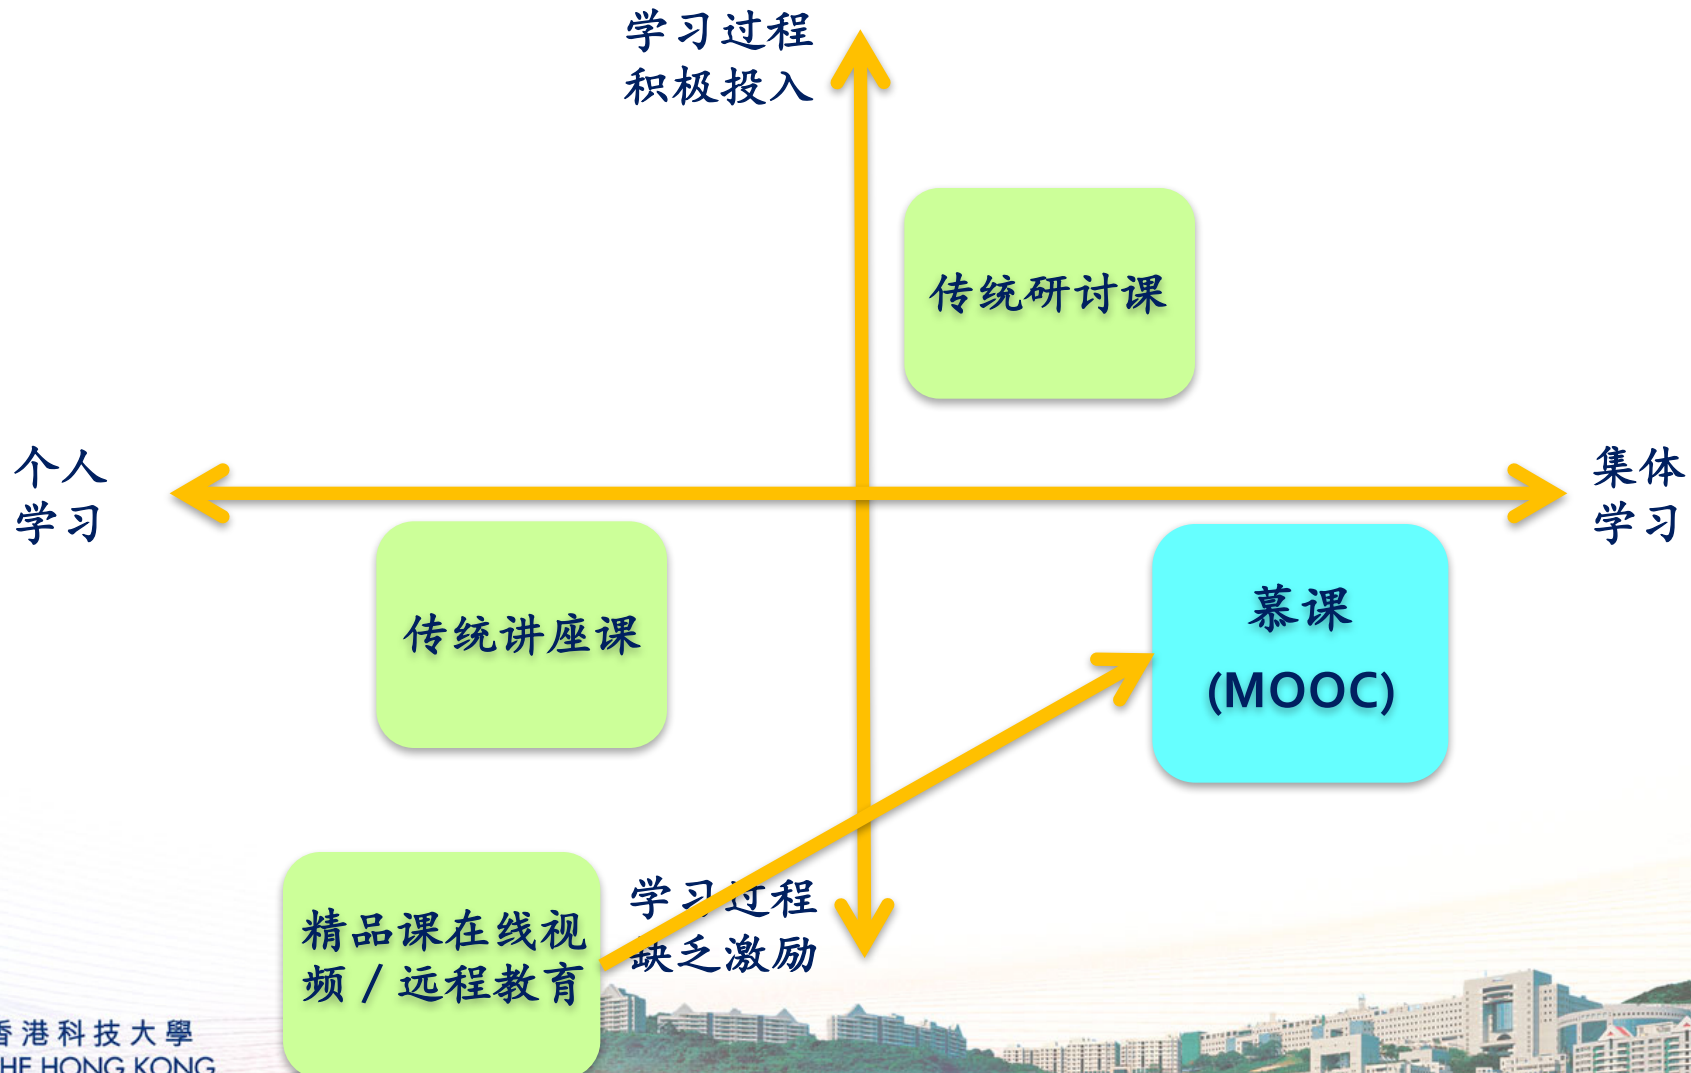 学习过程
积极投入
传统研讨课
个人
学习
集体
学习
传统讲座课
慕课
(MOOC)
学习过程
缺乏激励
精品课在线视
频 / 远程教育
香港科技大學
THE HONG KONG